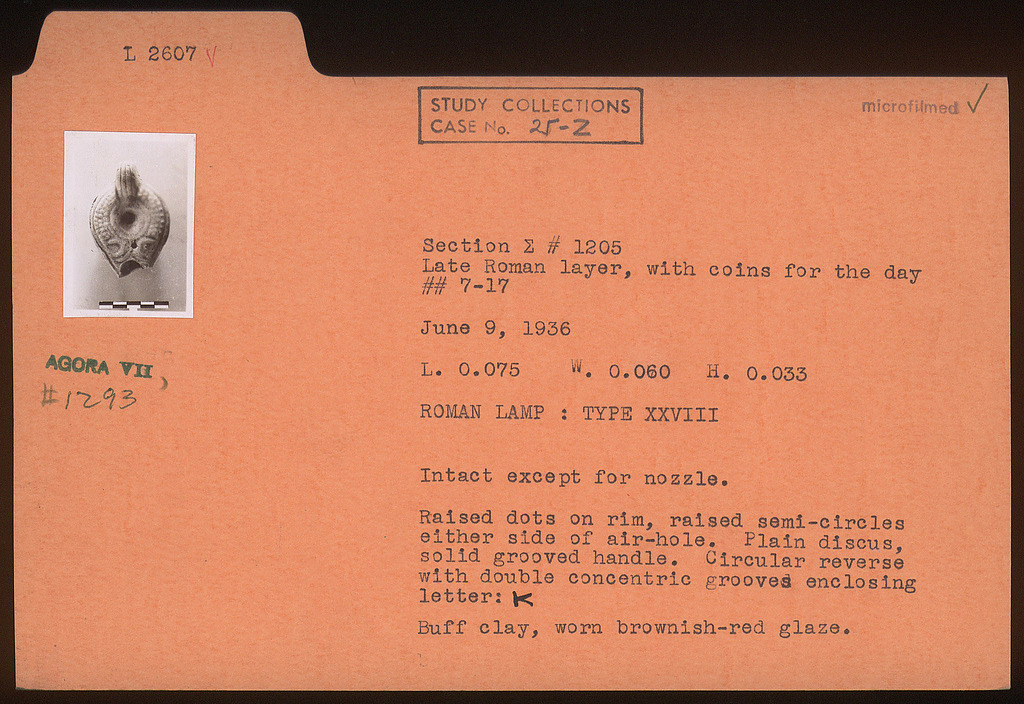 L 2607 √
STUDY COLLECTIONS
CASE No. 25-Z
microfilmed ✓
AGORA VII,
#1293
Section Σ # 1205
Late Roman layer, with coins for the day
## 7-17
June 9, 1936
L. 0.075 W. 0.060 H. 0.033
ROMAN LAMP : TYPE XXVIII
Intact except for nozzle.
Raised dots on rim, raised semi-circles
either side of air-hole. Plain discus,
solid grooved handle. Circular reverse
with double concentric grooves enclosing
letter: K
Buff clay, worn brownish-red glaze.